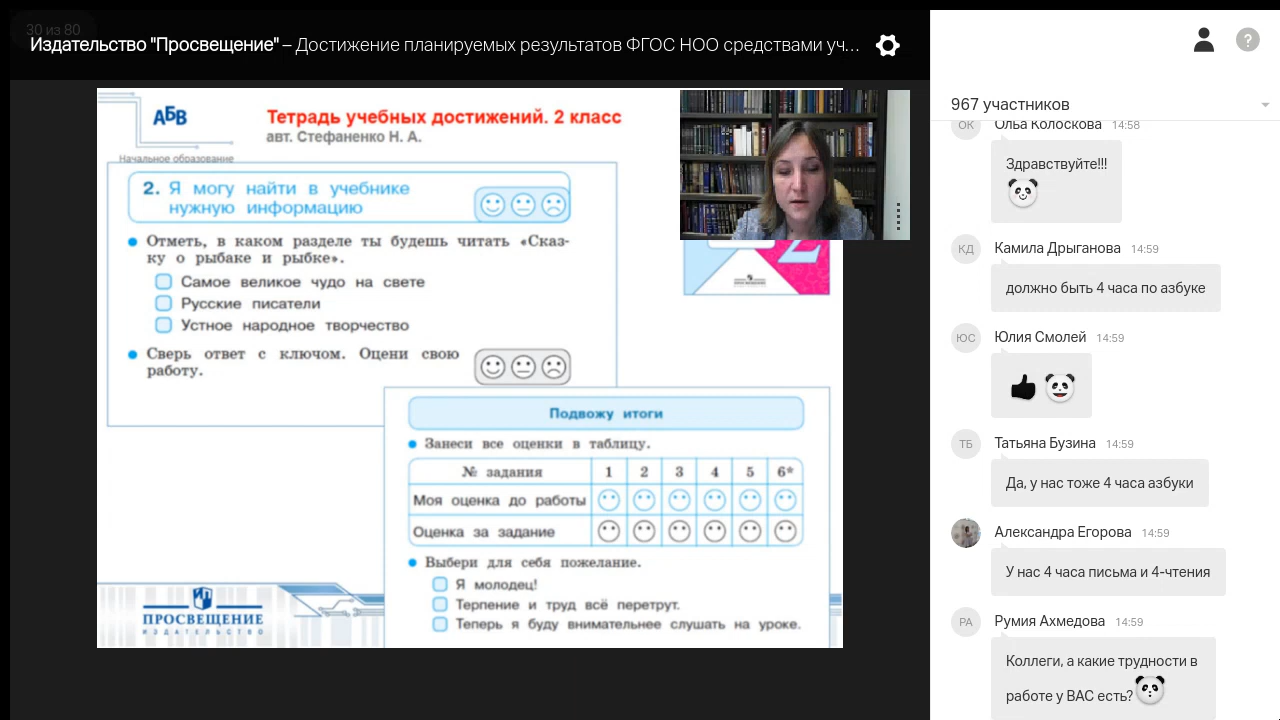 30 из 80
Издательство "Просвещение" – Достижение планируемых результатов ФГОС НОО средствами уч...
АБВ
Начальное образование
Тетрадь учебных достижений. 2 класс
авт. Стефаненко Н. А.
2. Я могу найти в учебнике
нужную информацию
Отметь, в каком разделе ты будешь читать «Сказ-
ку о рыбаке и рыбке».
Самое великое чудо на свете
Русские писатели
Устное народное творчество
Сверь ответ с ключом. Оцени свою
работу.
2
Подвожу итоги
Занеси все оценки в таблицу.
№ задания 1 2 3 4 5 6*
Моя оценка до работы
Оценка за задание
Выбери для себя пожелание.
Я молодец!
Терпение и труд всё перетрут.
Теперь я буду внимательнее слушать на уроке.
ПРОСВЕЩЕНИЕ
ИЗДАТЕЛЬСТВО
?
967 участников
ОК Олья Колоскова 14:58
Здравствуйте!!!
КД Камила Дрыганова 14:59
должно быть 4 часа по азбуке
ЮС Юлия Смолей 14:59
ТБ Татьяна Бузина 14:59
Да, у нас тоже 4 часа азбуки
Александра Егорова 14:59
У нас 4 часа письма и 4-чтения
РА Румия Ахмедова 14:59
Коллеги, а какие трудности в
работе у ВАС есть?